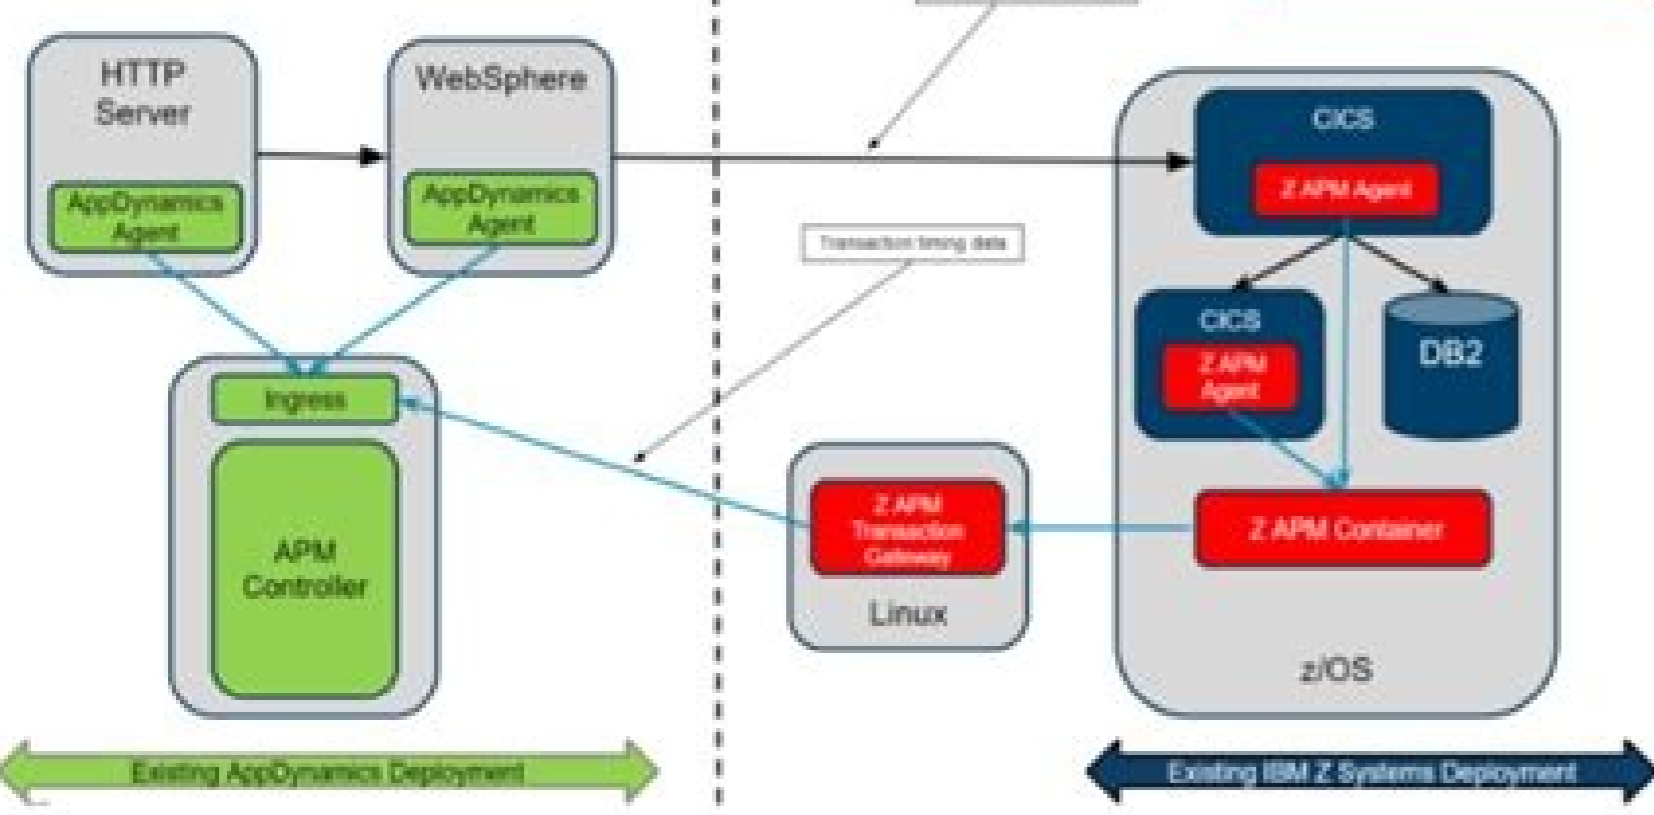 HTTP
Server
AppDynamics
Agent
WebSphere
AppDynamics
Agent
CICS
Z APM Agent
Transaction timing data
CICS
Z APM
Agent
DB2
Ingress
APM
Controller
Z APM
Transaction
Gateway
Linux
Z APM Container
z/OS
Existing AppDynamics Deployment
Existing IBM Z Systems Deployment